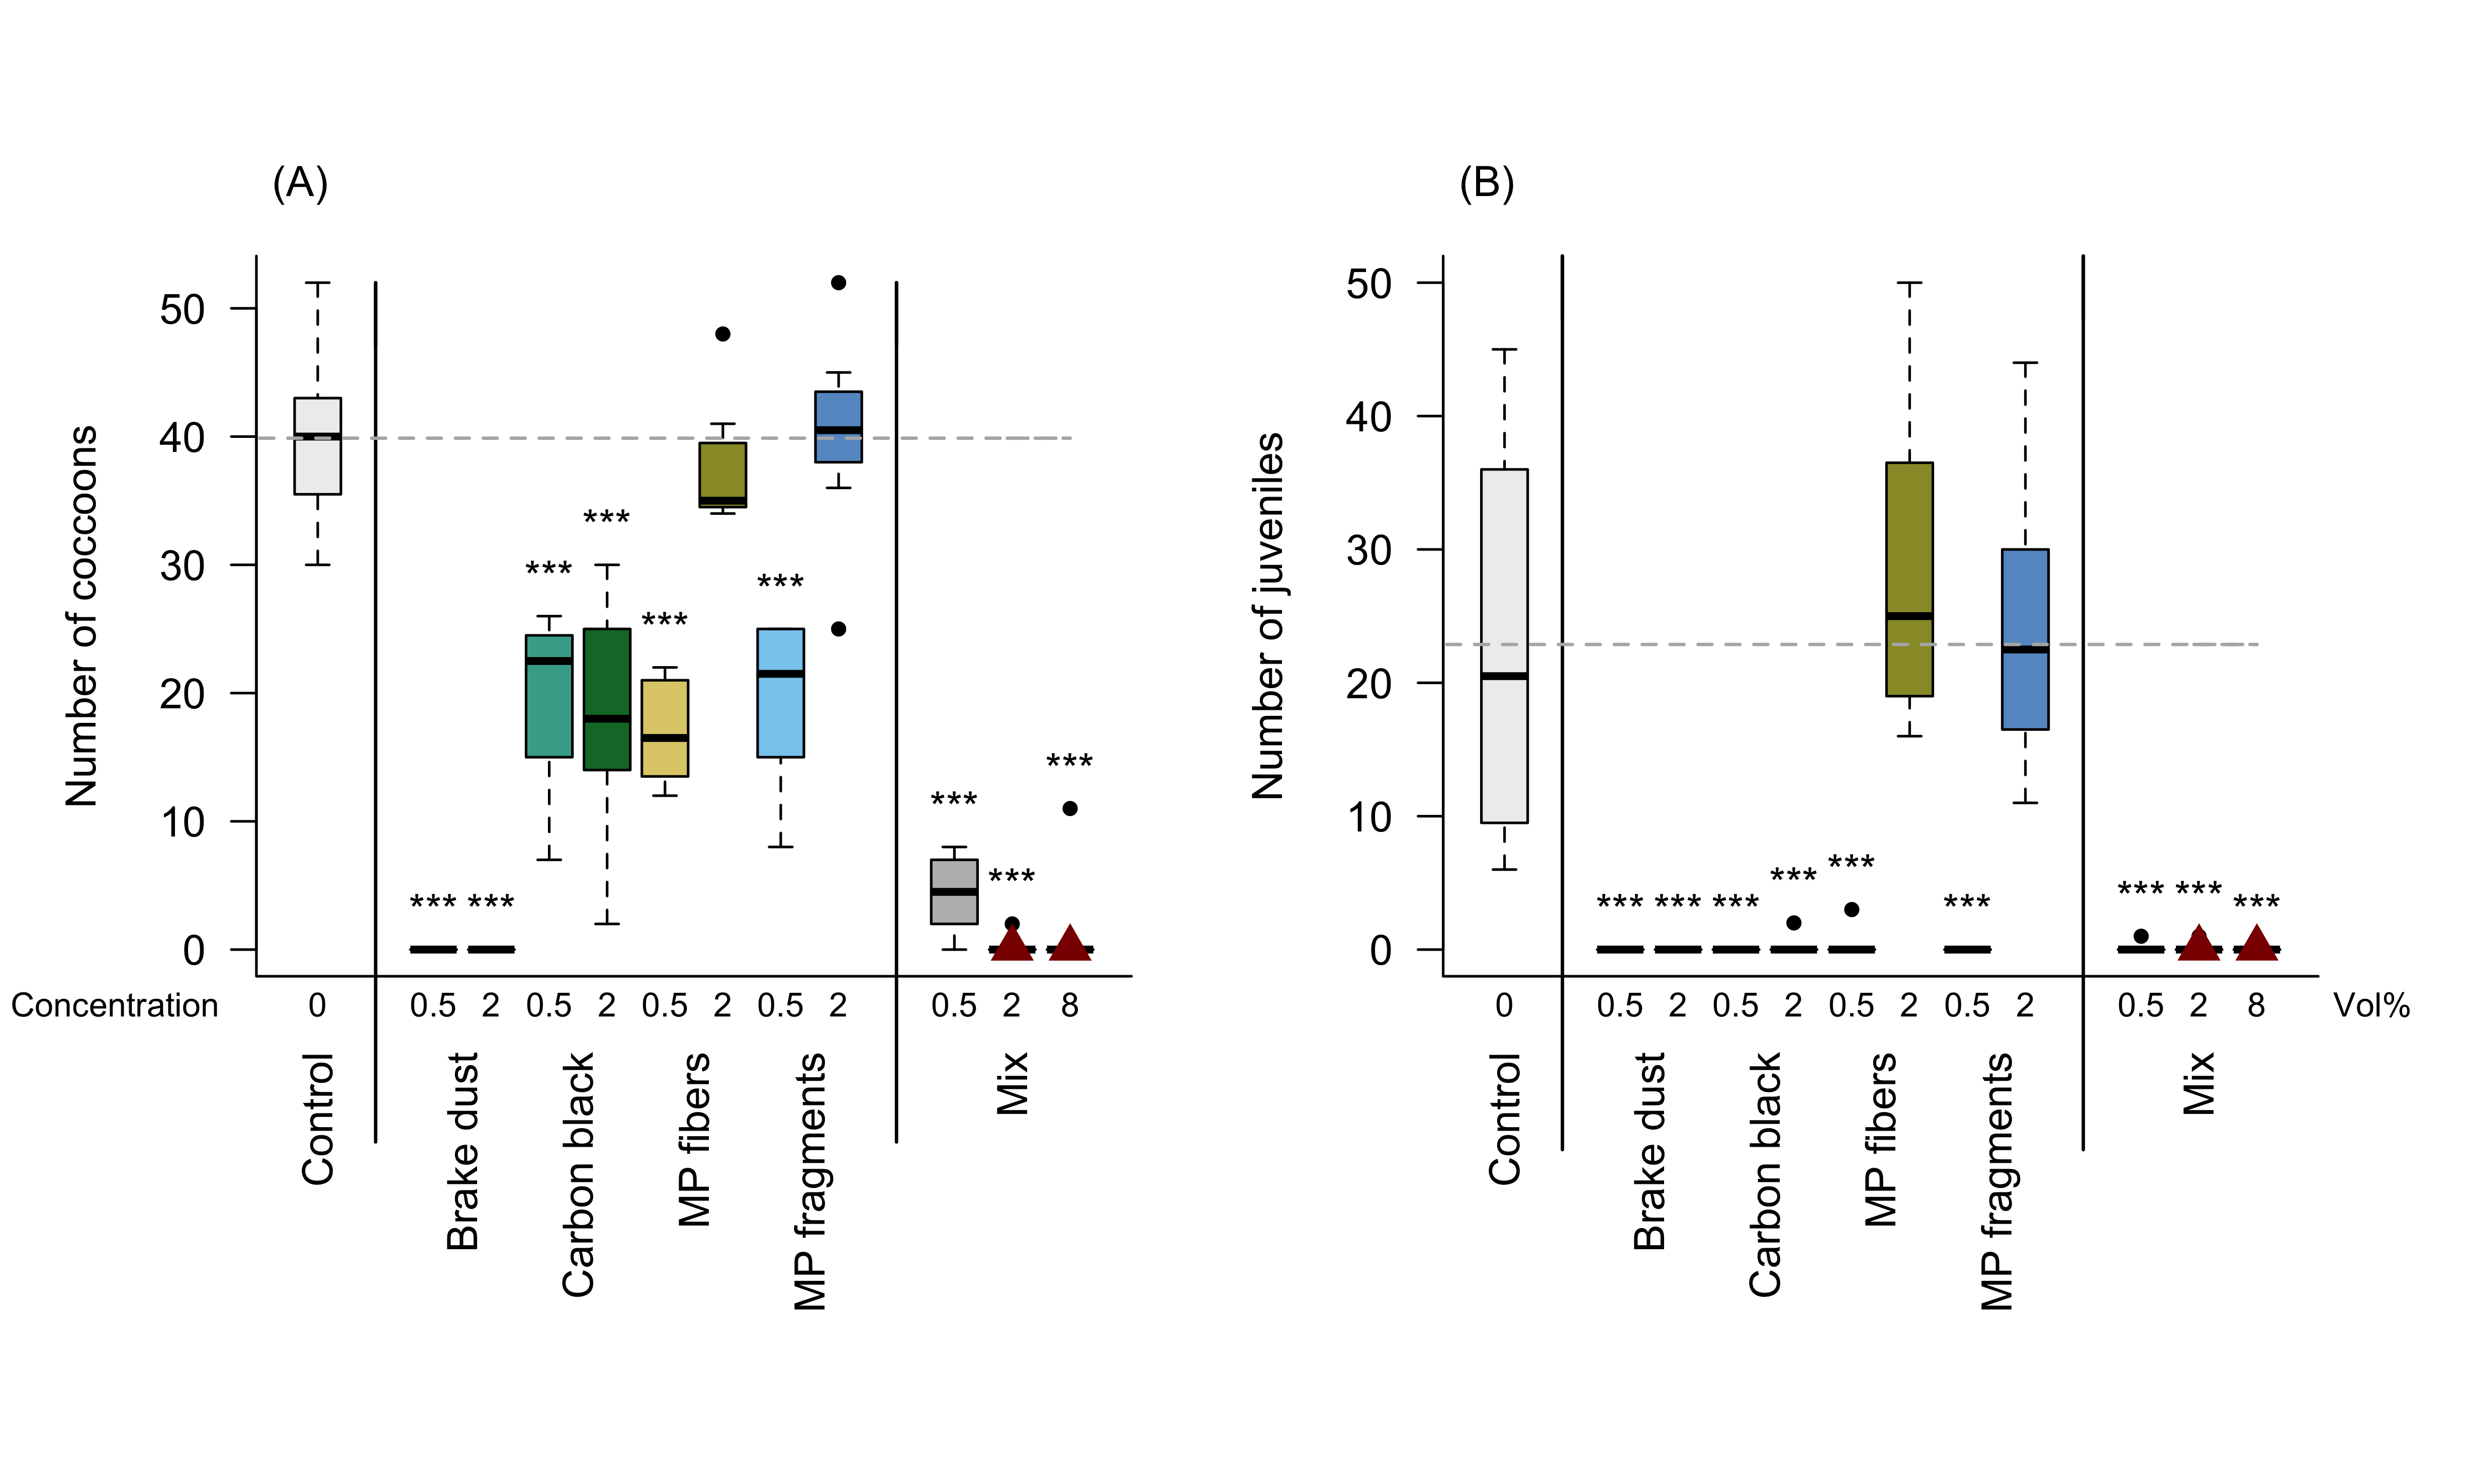 (A)
Number of coccoons
50
40
30
20
10
0
*** *** *** *** *** *** *** *** ***
Concentration 0 0.5 2 0.5 2 0.5 2 0.5 2 0.5 2 8
Control
Brake dust
Carbon black
MP fibers
MP fragments
Mix
(B)
Number of juveniles
50
40
30
20
10
0
*** *** *** *** *** *** *** *** ***
0 0.5 2 0.5 2 0.5 2 0.5 2 0.5 2 8 Vol%
Control
Brake dust
Carbon black
MP fibers
MP fragments
Mix